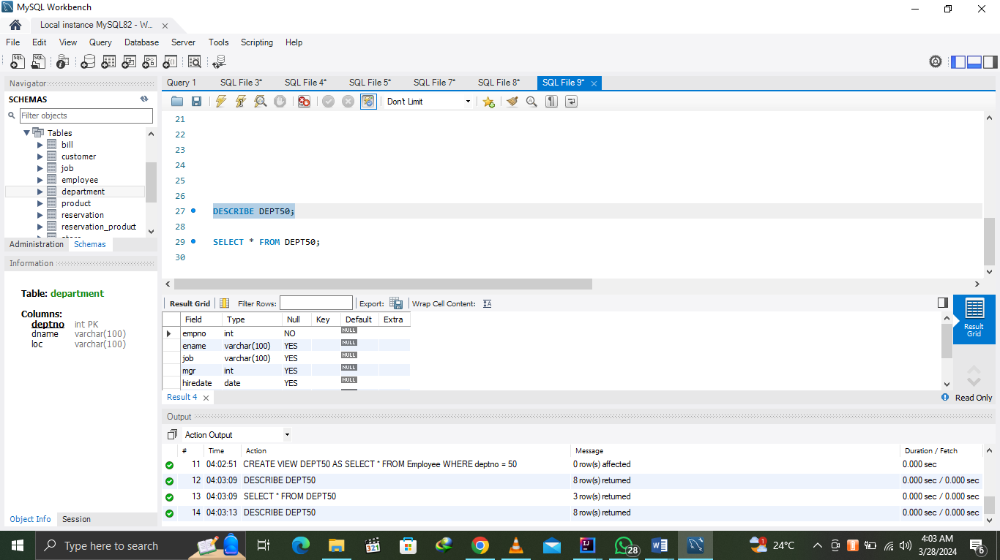 MySQL Workbench
Local instance MySQL82 - W...
File Edit View Query Database Server Tools Scripting Help
Navigator
SCHEMAS
Filter objects
Tables
bill
customer
job
employee
department
product
reservation
reservation_product
Administration Schemas
Information
Table: department
Columns:
deptno int PK
dname varchar(100)
loc varchar(100)
Object Info Session
Query 1 SQL File 3* SQL File 4* SQL File 5* SQL File 7* SQL File 8* SQL File 9*
Don't Limit
21
22
23
24
25
26
27 DESCRIBE DEPT50;
28
29 SELECT * FROM DEPT50;
30
Result Grid Filter Rows: Export: Wrap Cell Content:
Field Type Null Key Default Extra
empno int NO NULL
ename varchar(100) YES NULL
job varchar(100) YES NULL
mgr int YES NULL
hiredate date YES NULL
Result Grid
Result 4
Read Only
Output
Action Output
# Time Action Message Duration / Fetch
11 04:02:51 CREATE VIEW DEPT50 AS SELECT * FROM Employee WHERE deptno = 50 0 row(s) affected 0.000 sec
12 04:03:09 DESCRIBE DEPT50 8 row(s) returned 0.000 sec / 0.000 sec
13 04:03:09 SELECT * FROM DEPT50 3 row(s) returned 0.000 sec / 0.000 sec
14 04:03:13 DESCRIBE DEPT50 8 row(s) returned 0.000 sec / 0.000 sec
Type here to search
321
28
1
24°C
4:03 AM
3/28/2024
6